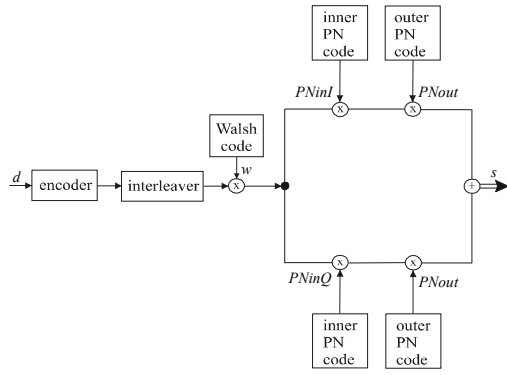 inner
PN
code
outer
PN
code
PNinI
PNout
x
x
Walsh
code
d
encoder
interleaver
w
x
+
s
x
x
PNinQ
PNout
inner
PN
code
outer
PN
code